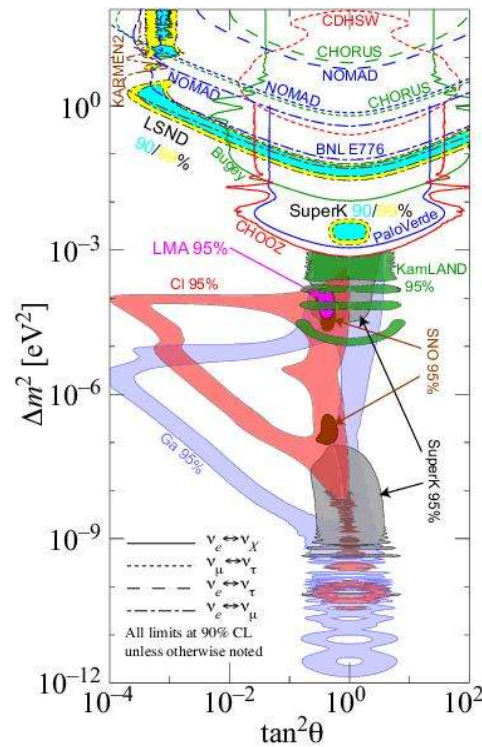 CDHSW
CHORUS
NOMAD
KARMEN2
NOMAD
NOMAD
CHORUS
10⁰
LSND
90/99%
BNL E776
Bugey
SuperK 90/99%
CHOOZ
PaloVerde
10⁻³
LMA 95%
KamLAND
95%
Cl 95%
SNO 95%
Δm² [eV²]
10⁻⁶
Ga 95%
SuperK 95%
10⁻⁹
νₑ↔νX
νμ↔ντ
νₑ↔ντ
νₑ↔νμ
All limits at 90% CL
unless otherwise noted
10⁻¹²
10⁻⁴ 10⁻² 10⁰ 10²
tan²θ